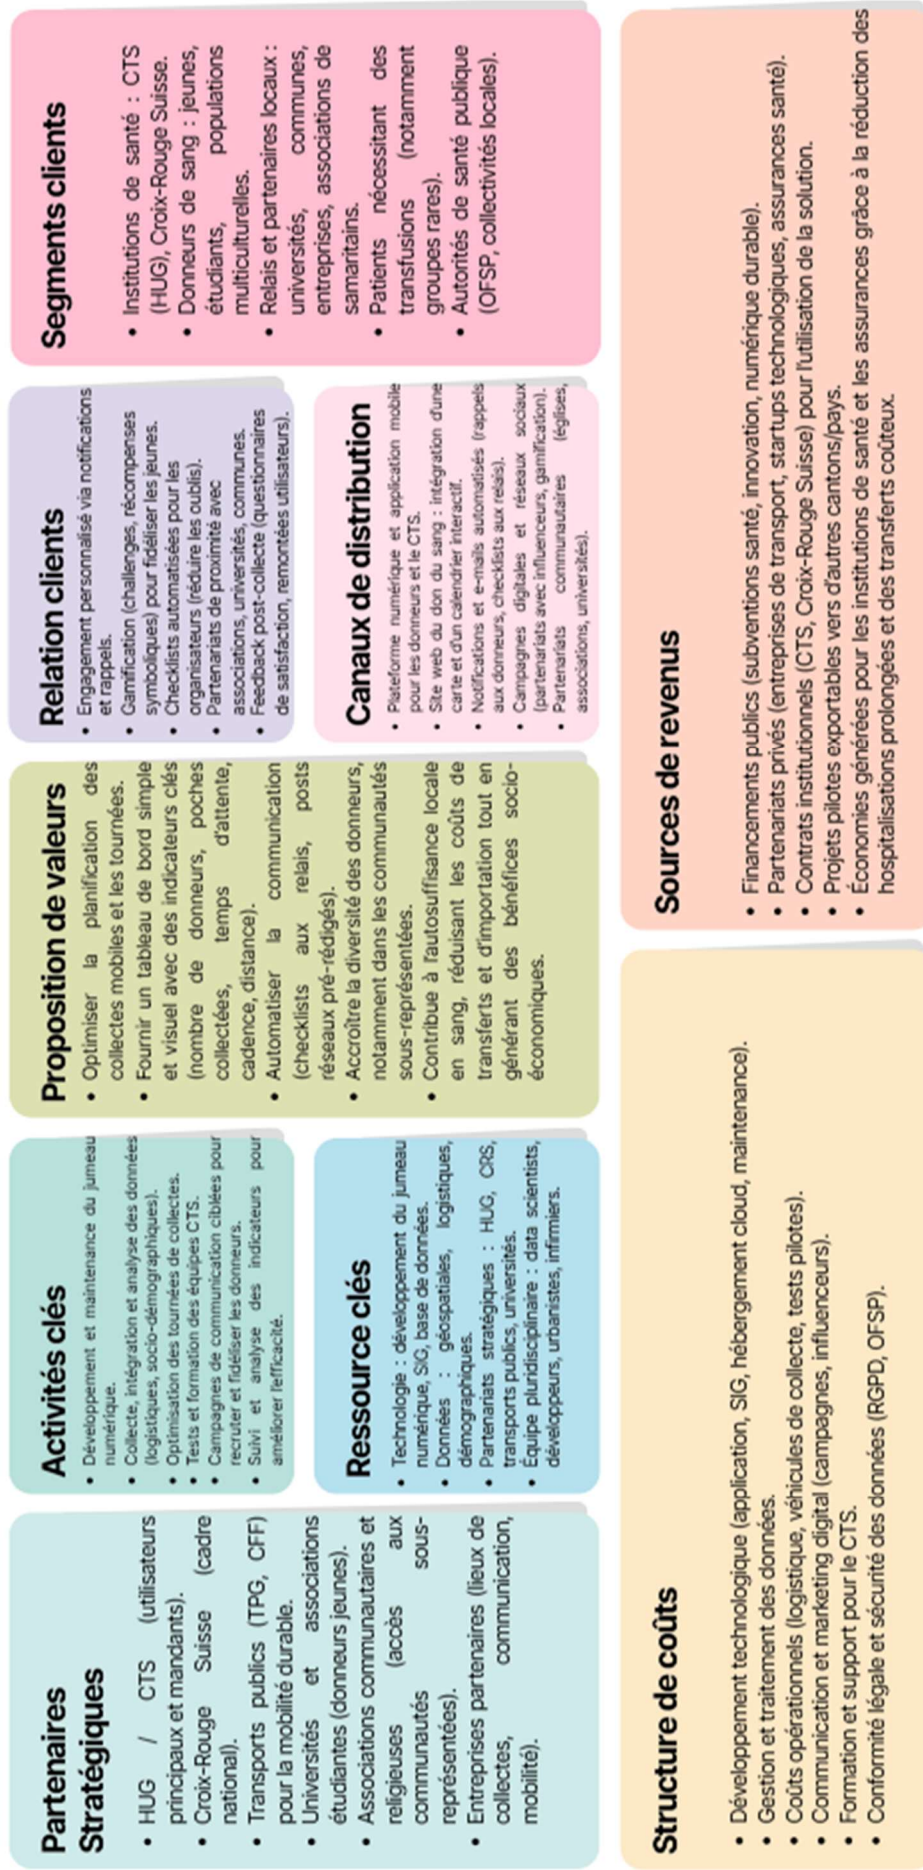 Partenaires
Stratégiques
• HUG / CTS (utilisateurs
principaux et mandants).
• Croix-Rouge Suisse (cadre
national).
• Transports publics (TPG, CFF)
pour la mobilité durable.
• Universités et associations
étudiantes (donneurs jeunes).
• Associations communautaires et
religieuses (accès aux
communautés sous-
représentées).
• Entreprises partenaires (lieux de
collectes, communication,
mobilité).
Activités clés
• Développement et maintenance du jumeau
numérique.
• Collecte, intégration et analyse des données
(logistiques, socio-démographiques).
• Optimisation des tournées de collectes.
• Tests et formation des équipes CTS.
• Campagnes de communication ciblées pour
recruter et fidéliser les donneurs.
• Suivi et analyse des indicateurs pour
améliorer l'efficacité.
Ressource clés
• Technologie : développement du jumeau
numérique, SIG, base de données.
• Données : géospatiales, logistiques,
démographiques.
• Partenariats stratégiques : HUG, CRS,
transports publics, universités.
• Équipe pluridisciplinaire : data scientists,
développeurs, urbanistes, infirmiers.
Proposition de valeurs
• Optimiser la planification des
collectes mobiles et les tournées.
• Fournir un tableau de bord simple
et visuel avec des indicateurs clés
(nombre de donneurs, poches
collectées, temps d'attente,
cadence, distance).
• Automatiser la communication
(checklists aux relais, posts
réseaux pré-rédigés).
• Accroître la diversité des donneurs,
notamment dans les communautés
sous-représentées.
• Contribue à l'autosuffisance locale
en sang, réduisant les coûts de
transferts et d'importation tout en
générant des bénéfices socio-
économiques.
Relation clients
• Engagement personnalisé via notifications
et rappels.
• Gamification (challenges, récompenses
symboliques) pour fidéliser les jeunes.
• Checklists automatisées pour les
organisateurs (réduire les oublis).
• Partenariats de proximité avec
associations, universités, communes.
• Feedback post-collecte (questionnaires
de satisfaction, remontées utilisateurs).
Canaux de distribution
• Plateforme numérique et application mobile
pour les donneurs et le CTS.
• Site web du don du sang : intégration d'une
carte et d'un calendrier interactif.
• Notifications et e-mails automatisés (rappels
aux donneurs, checklists aux relais).
• Campagnes digitales et réseaux sociaux
(partenariats avec influenceurs, gamification).
• Partenariats communautaires (églises,
associations, universités).
Segments clients
• Institutions de santé : CTS
(HUG), Croix-Rouge Suisse.
• Donneurs de sang : jeunes,
étudiants, populations
multiculturelles.
• Relais et partenaires locaux :
universités, communes,
entreprises, associations de
samaritains.
• Patients nécessitant des
transfusions (notamment
groupes rares).
• Autorités de santé publique
(OFSP, collectivités locales).
Structure de coûts
• Développement technologique (application, SIG, hébergement cloud, maintenance).
• Gestion et traitement des données.
• Coûts opérationnels (logistique, véhicules de collecte, tests pilotes).
• Communication et marketing digital (campagnes, influenceurs).
• Formation et support pour le CTS.
• Conformité légale et sécurité des données (RGPD, OFSP).
Sources de revenus
• Financements publics (subventions santé, innovation, numérique durable).
• Partenariats privés (entreprises de transport, startups technologiques, assurances santé).
• Contrats institutionnels (CTS, Croix-Rouge Suisse) pour l'utilisation de la solution.
• Projets pilotes exportables vers d'autres cantons/pays.
• Économies générées pour les institutions de santé et les assurances grâce à la réduction des
hospitalisations prolongées et des transferts coûteux.